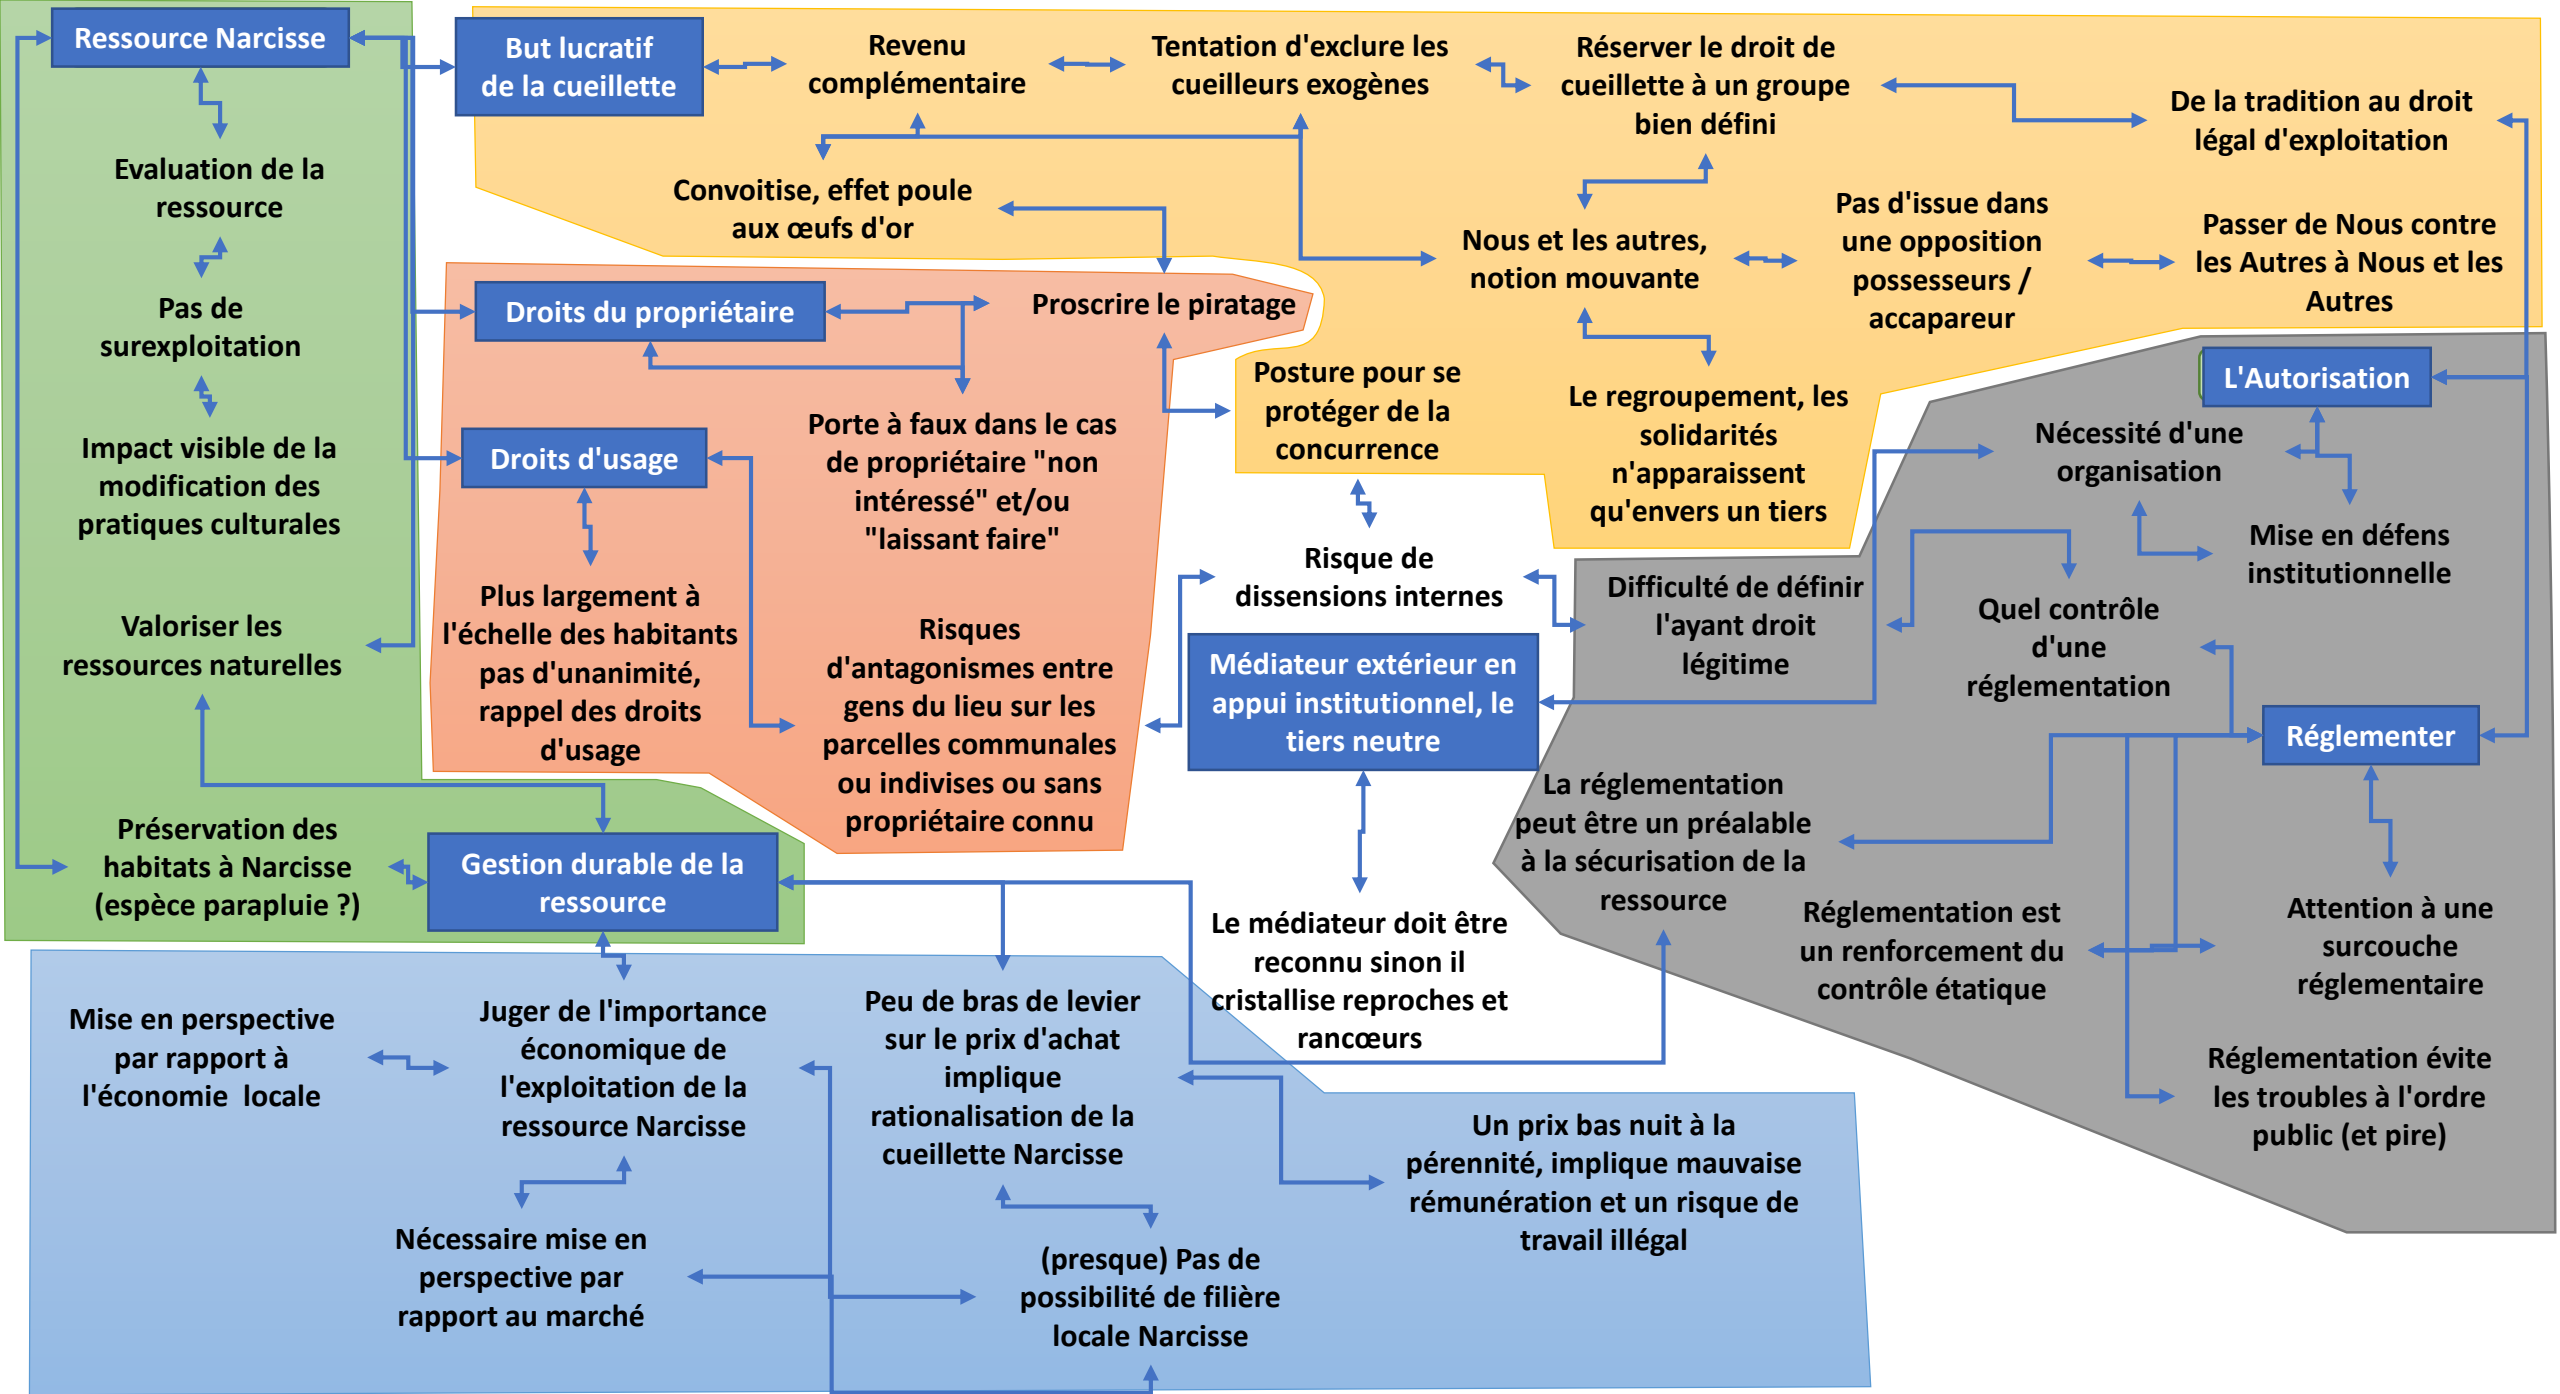 Ressource Narcisse
But lucratif
de la cueillette
Revenu
complémentaire
Tentation d'exclure les
cueilleurs exogènes
Réserver le droit de
cueillette à un groupe
bien défini
De la tradition au droit
légal d'exploitation
Evaluation de la
ressource
Convoitise, effet poule
aux œufs d'or
Nous et les autres,
notion mouvante
Pas d'issue dans
une opposition
possesseurs /
accapareur
Passer de Nous contre
les Autres à Nous et les
Autres
Pas de
surexploitation
Droits du propriétaire
Proscrire le piratage
Posture pour se
protéger de la
concurrence
Le regroupement, les
solidarités
n'apparaissent
qu'envers un tiers
L'Autorisation
Impact visible de la
modification des
pratiques culturales
Droits d'usage
Porte à faux dans le cas
de propriétaire "non
intéressé" et/ou
"laissant faire"
Nécessité d'une
organisation
Mise en défens
institutionnelle
Risque de
dissensions internes
Difficulté de définir
l'ayant droit
légitime
Quel contrôle
d'une
réglementation
Valoriser les
ressources naturelles
Plus largement à
l'échelle des habitants
pas d'unanimité,
rappel des droits
d'usage
Risques
d'antagonismes entre
gens du lieu sur les
parcelles communales
ou indivises ou sans
propriétaire connu
Médiateur extérieur en
appui institutionnel, le
tiers neutre
Réglementer
La réglementation
peut être un préalable
à la sécurisation de la
ressource
Préservation des
habitats à Narcisse
(espèce parapluie ?)
Gestion durable de la
ressource
Le médiateur doit être
reconnu sinon il
cristallise reproches et
rancœurs
Réglementation est
un renforcement du
contrôle étatique
Attention à une
surcouche
réglementaire
Mise en perspective
par rapport à
l'économie  locale
Juger de l'importance
économique de
l'exploitation de la
ressource Narcisse
Peu de bras de levier
sur le prix d'achat
implique
rationalisation de la
cueillette Narcisse
Réglementation évite
les troubles à l'ordre
public (et pire)
Un prix bas nuit à la
pérennité, implique mauvaise
rémunération et un risque de
travail illégal
Nécessaire mise en
perspective par
rapport au marché
(presque) Pas de
possibilité de filière
locale Narcisse